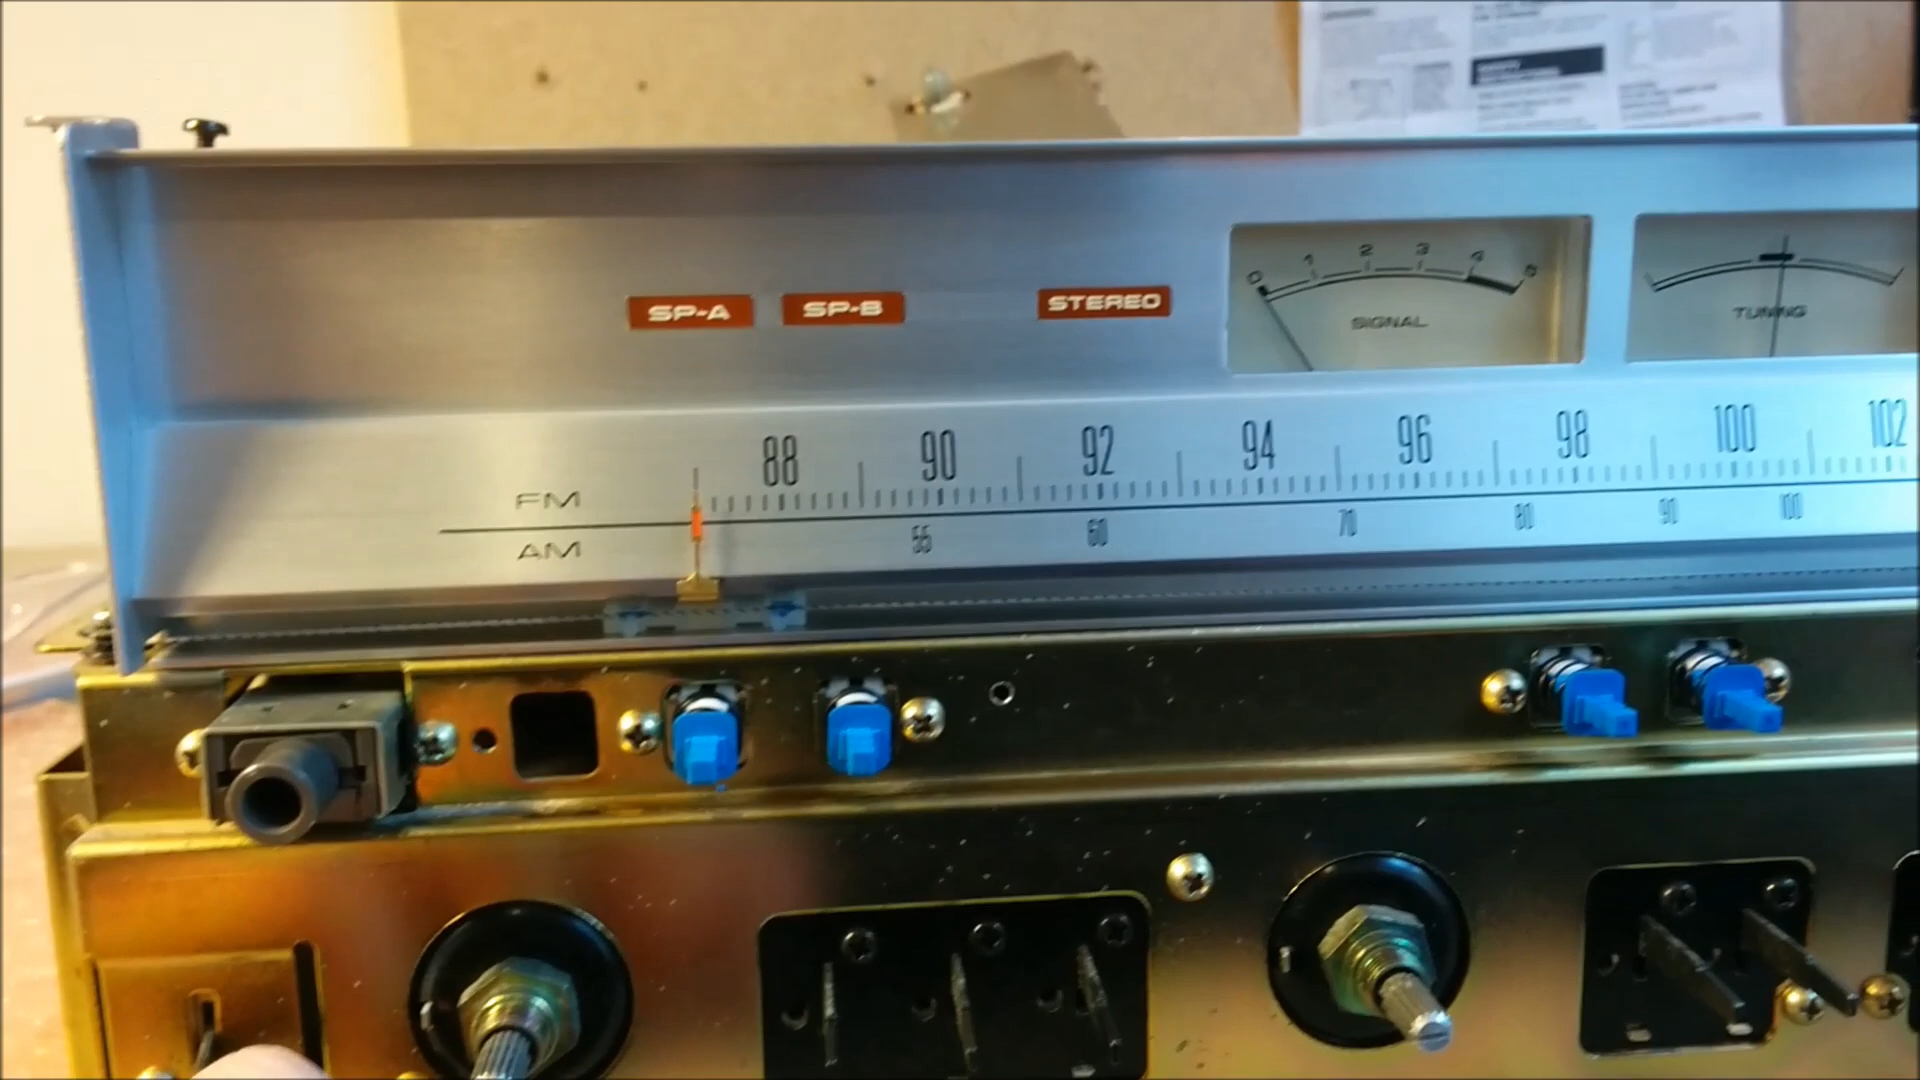 SP-A SP-B STEREO
0 1 2 3 4 5
SIGNAL
TUNING
FM 88 90 92 94 96 98 100 102
AM 55 60 70 80 90 100